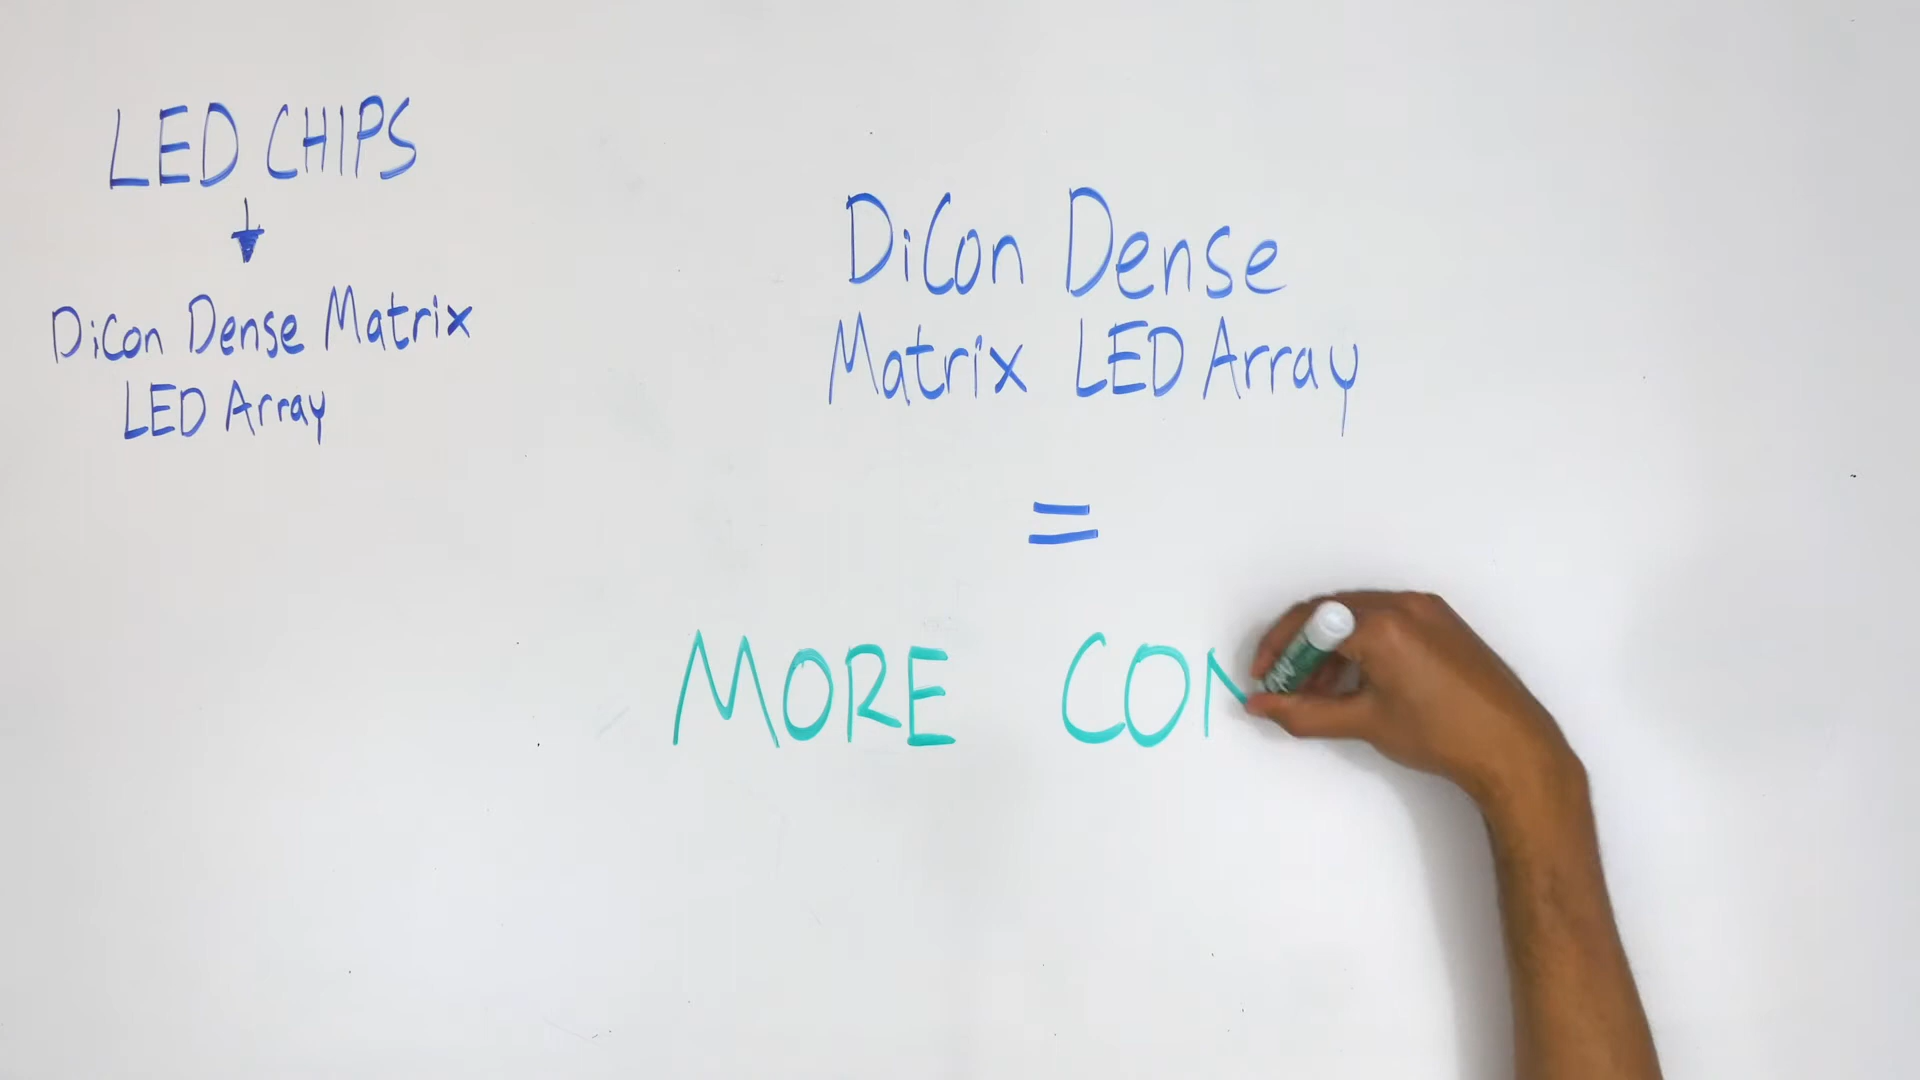 LED CHIPS
DiCon Dense Matrix
LED Array
DiCon Dense
Matrix LED Array
=
MORE CON